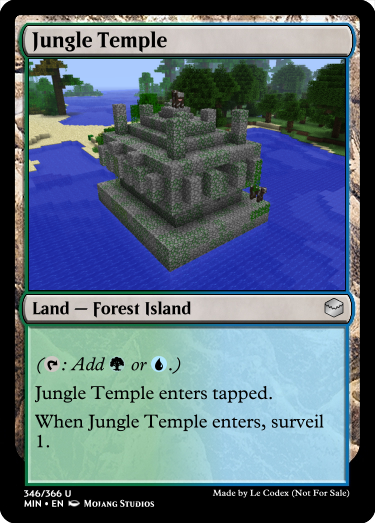 Jungle Temple
Land — Forest Island
(: Add or .)
Jungle Temple enters tapped.
When Jungle Temple enters, surveil
1.
346/366 U
Made by Le Codex (Not For Sale)
MIN • EN Mojang Studios